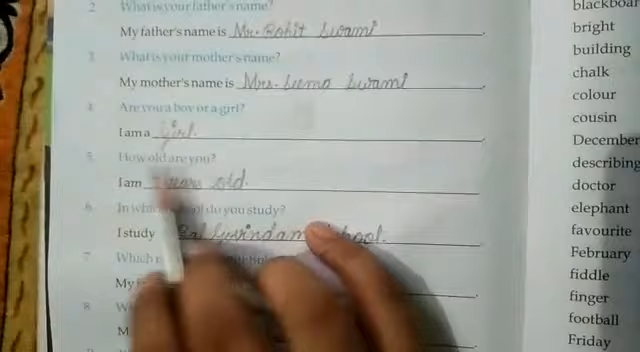 2. What is your father's name?
My father's name is Mr. Rohit Swami.
3. What is your mother's name?
My mother's name is Mrs. Seema Swami.
4. Are you a boy or a girl?
I am a girl.
5. How old are you?
I am years old.
6. In which school do you study?
I study
7. Which
8.
bright
building
chalk
colour
cousin
December
describing
doctor
elephant
favourite
February
fiddle
finger
football
Friday